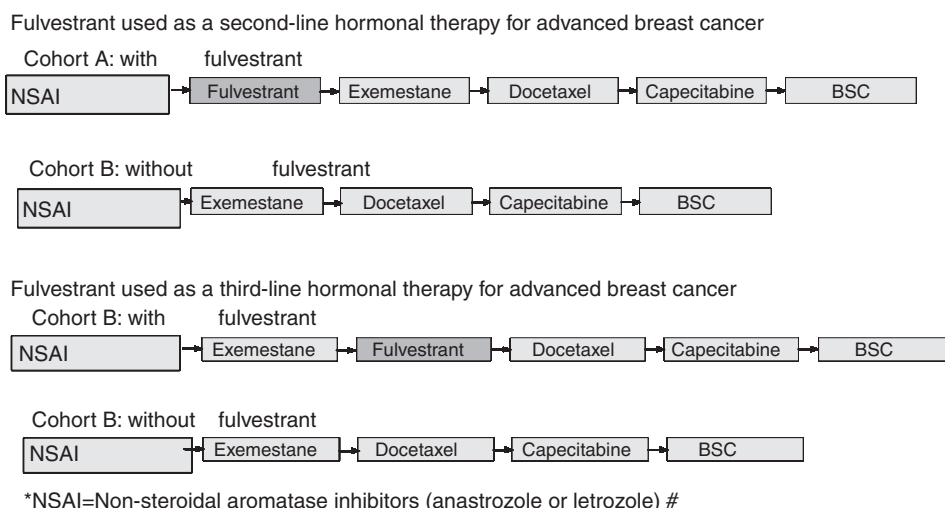 Fulvestrant used as a second-line hormonal therapy for advanced breast cancer
Cohort A: with fulvestrant
NSAI Fulvestrant Exemestane Docetaxel Capecitabine BSC
Cohort B: without fulvestrant
NSAI Exemestane Docetaxel Capecitabine BSC
Fulvestrant used as a third-line hormonal therapy for advanced breast cancer
Cohort B: with fulvestrant
NSAI Exemestane Fulvestrant Docetaxel Capecitabine BSC
Cohort B: without fulvestrant
NSAI Exemestane Docetaxel Capecitabine BSC
*NSAI=Non-steroidal aromatase inhibitors (anastrozole or letrozole) #